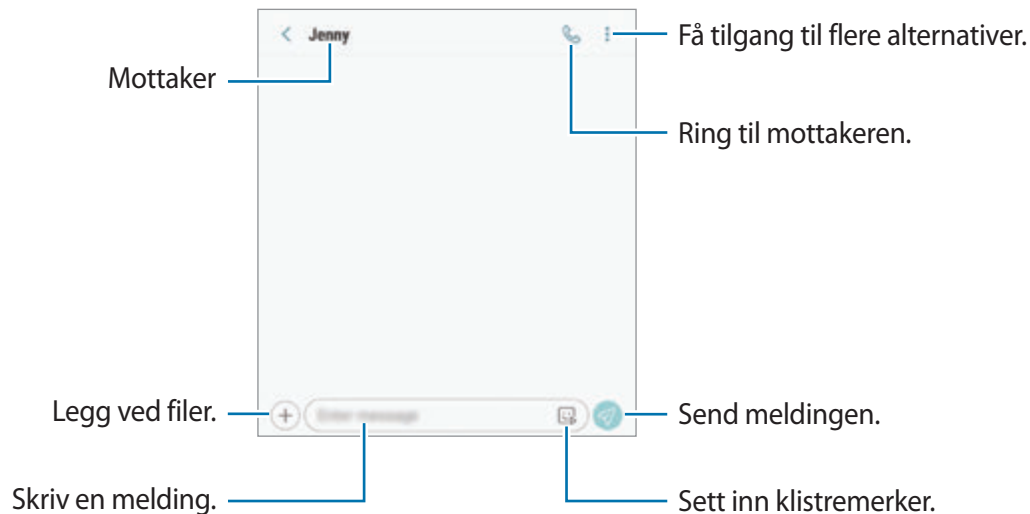 Jenny
Få tilgang til flere alternativer.
Mottaker
Ring til mottakeren.
Legg ved filer.
Enter message
Send meldingen.
Skriv en melding.
Sett inn klistremerker.